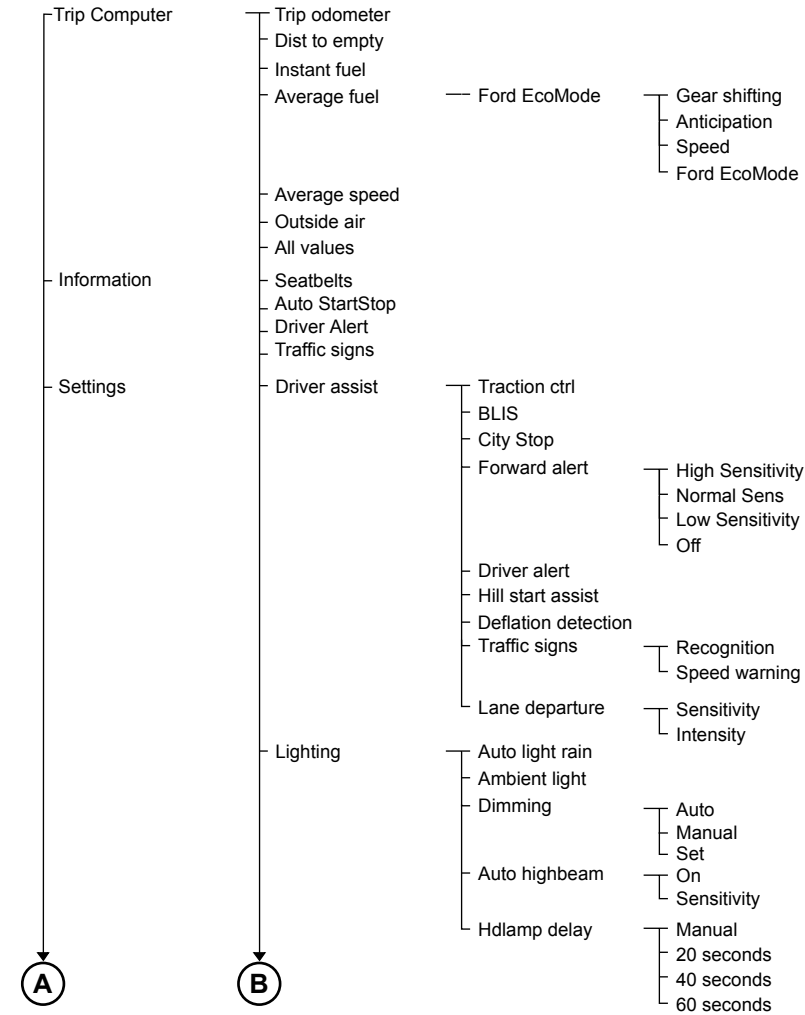 Trip Computer Trip odometer
Dist to empty
Instant fuel
Average fuel Ford EcoMode Gear shifting
Anticipation
Speed
Ford EcoMode
Average speed
Outside air
All values
Information Seatbelts
Auto StartStop
Driver Alert
Traffic signs
Settings Driver assist Traction ctrl
BLIS
City Stop
Forward alert High Sensitivity
Normal Sens
Low Sensitivity
Off
Driver alert
Hill start assist
Deflation detection
Traffic signs Recognition
Speed warning
Lane departure Sensitivity
Intensity
Lighting Auto light rain
Ambient light
Dimming Auto
Manual
Set
Auto highbeam On
Sensitivity
Hdlamp delay Manual
20 seconds
40 seconds
60 seconds
A B